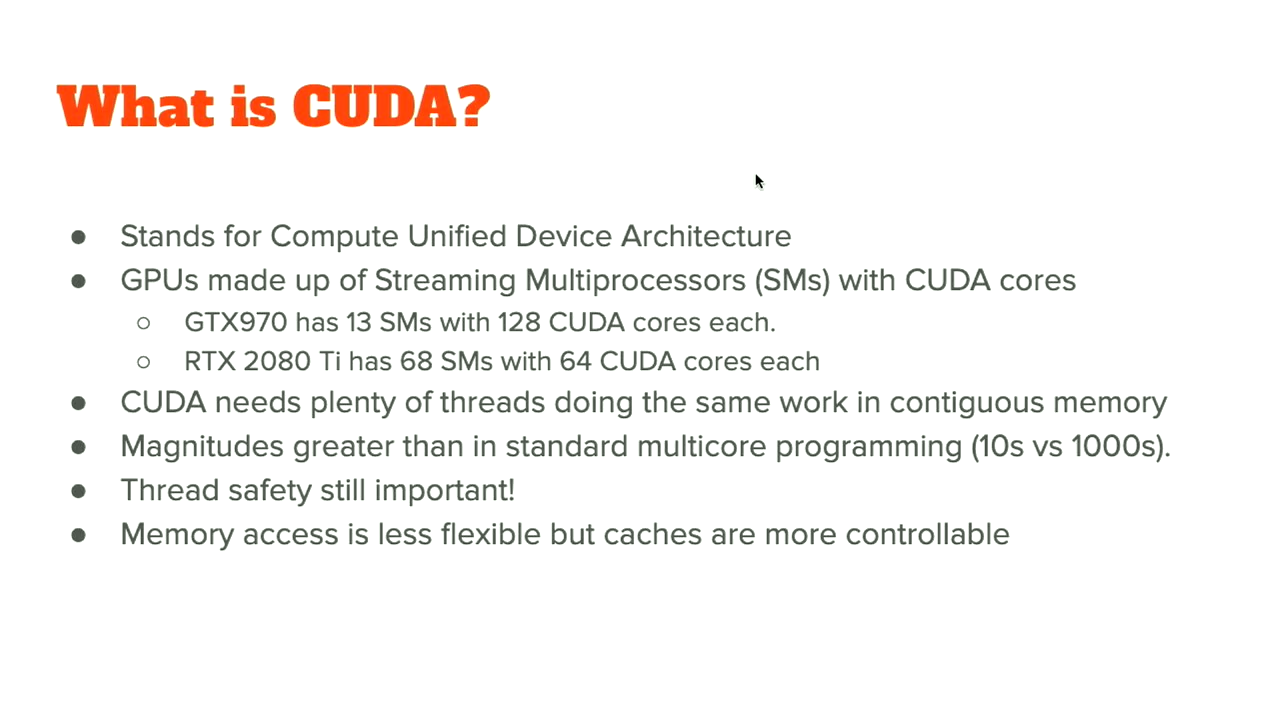 What is CUDA?
● Stands for Compute Unified Device Architecture
● GPUs made up of Streaming Multiprocessors (SMs) with CUDA cores
○ GTX970 has 13 SMs with 128 CUDA cores each.
○ RTX 2080 Ti has 68 SMs with 64 CUDA cores each
● CUDA needs plenty of threads doing the same work in contiguous memory
● Magnitudes greater than in standard multicore programming (10s vs 1000s).
● Thread safety still important!
● Memory access is less flexible but caches are more controllable